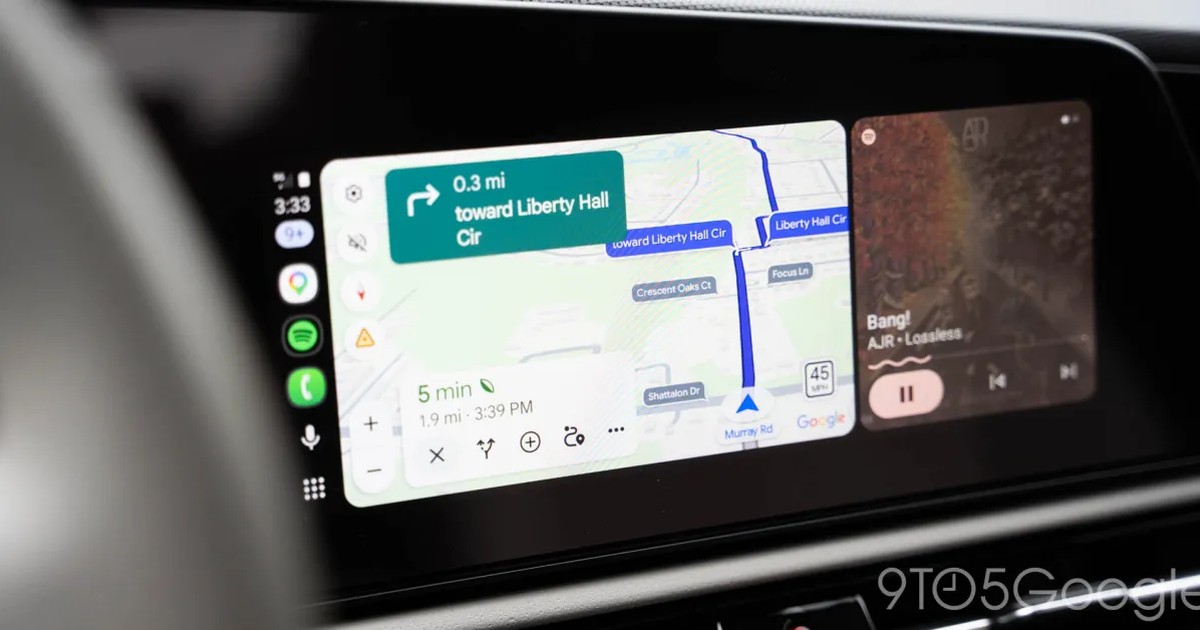 3:33
9+
0.3 mi
toward Liberty Hall
Cir
toward Liberty Hall Cir
Liberty Hall Cir
Crescent Oaks Ct
Focus Ln
Shattalon Dr
45
MPH
Murray Rd
Google
5 min
1.9 mi · 3:39 PM
AJR
Bang!
AJR • Lossless
9TO5Google